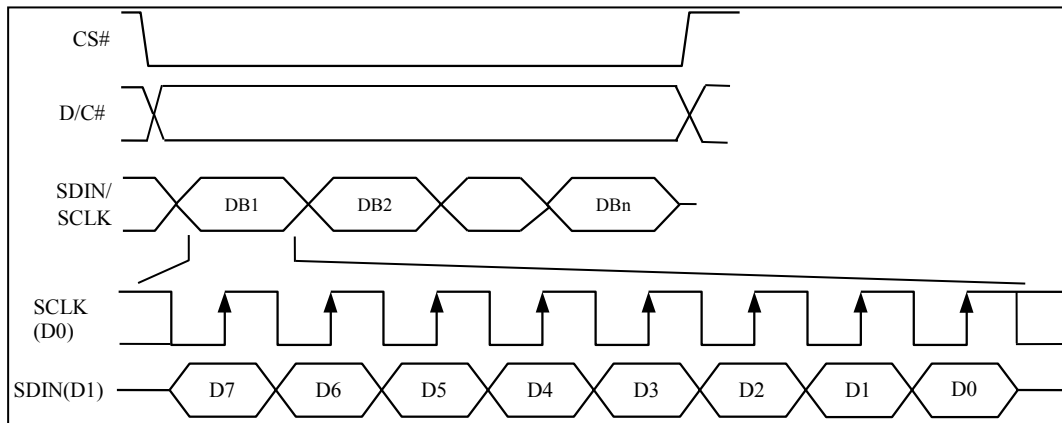 CS#
D/C#
SDIN/
SCLK
DB1 DB2 DBn
SCLK
(D0)
SDIN(D1) D7 D6 D5 D4 D3 D2 D1 D0